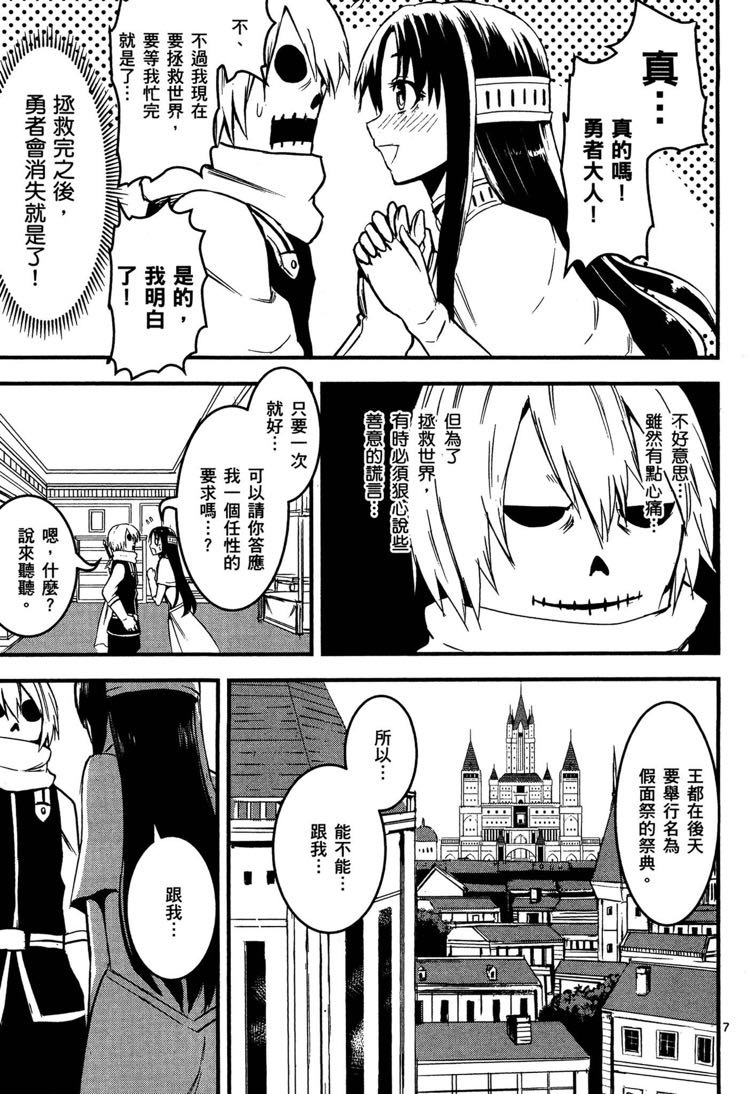 真…
真的嗎！
勇者大人！
不、
不過我現在
要拯救世界，
要等我忙完
就是了…
拯救完之後，
勇者會消失就是了！
是的，
我明白
了！
不好意思…
雖然有點心痛…
但為了
拯救世界，
有時必須狠心說些
善意的謊言…
只要一次
就好…
可以請你答應
我一個任性的
要求嗎…？
嗯，什麼？
說來聽聽。
王都在後天
要舉行名為
假面祭的祭典。
所以…
能不能…
跟我…
跟我…
7